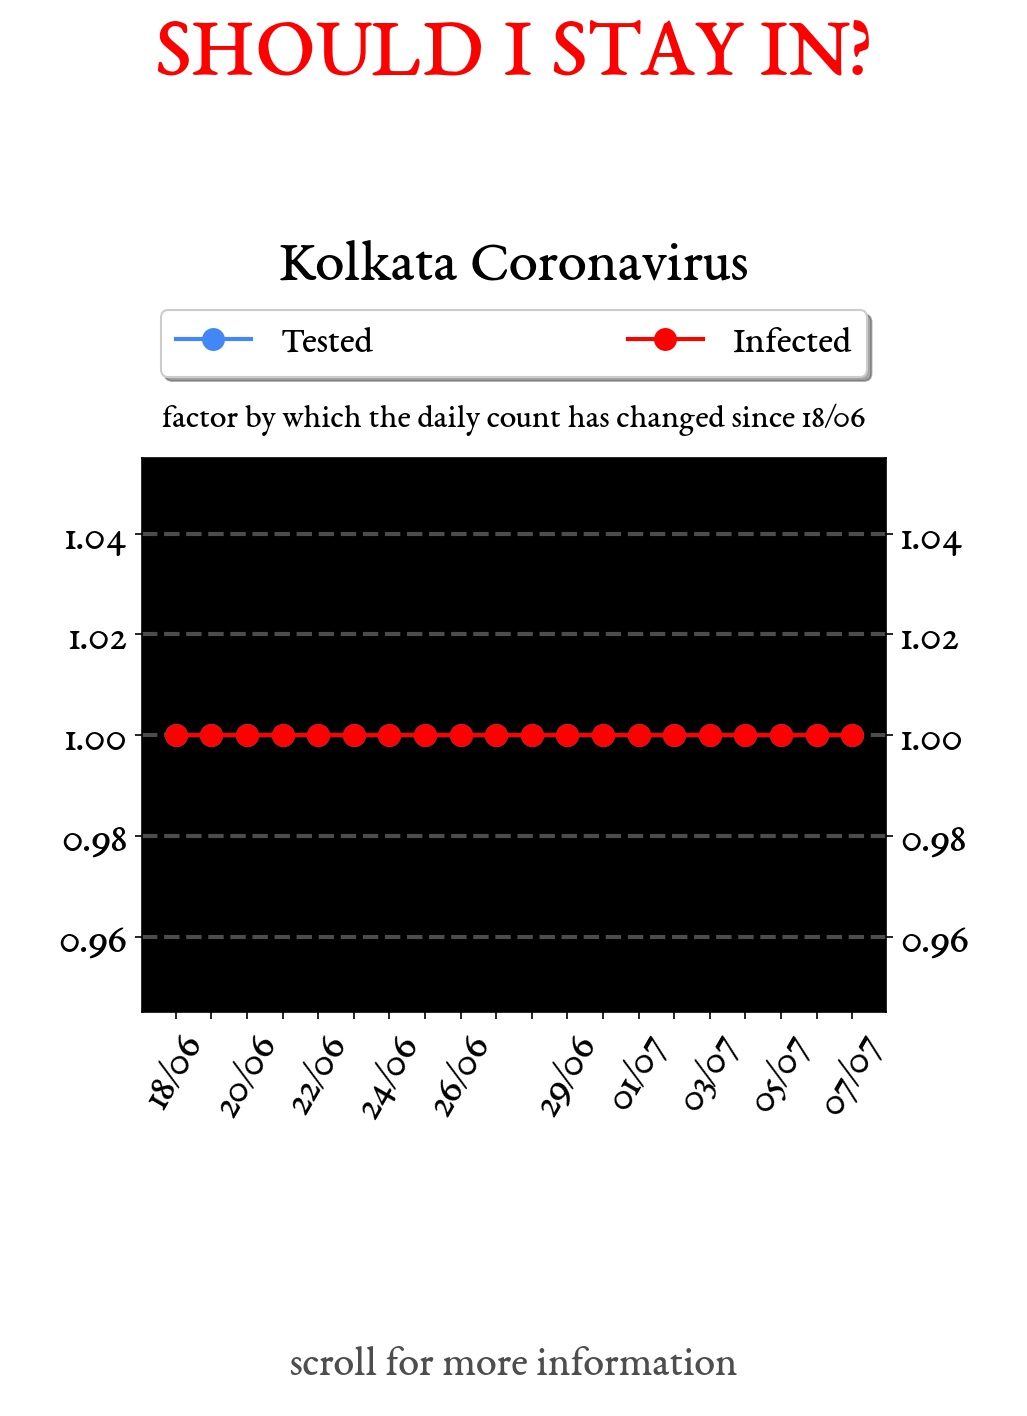 SHOULD I STAY IN?
Kolkata Coronavirus
Tested Infected
factor by which the daily count has changed since 18/06
1.04 1.04
1.02 1.02
1.00 1.00
0.98 0.98
0.96 0.96
18/06 20/06 22/06 24/06 26/06 29/06 01/07 03/07 05/07 07/07
scroll for more information